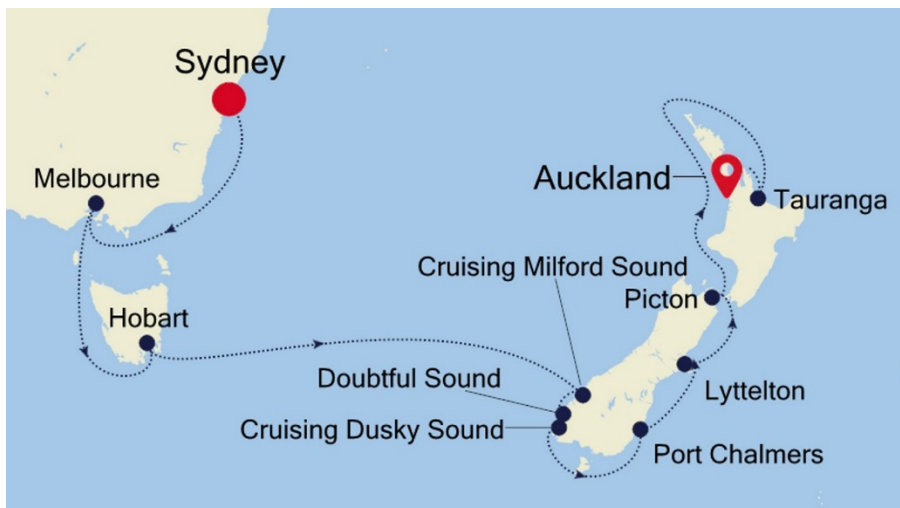 Sydney
Melbourne
Auckland
Tauranga
Cruising Milford Sound
Picton
Hobart
Doubtful Sound
Lyttelton
Cruising Dusky Sound
Port Chalmers